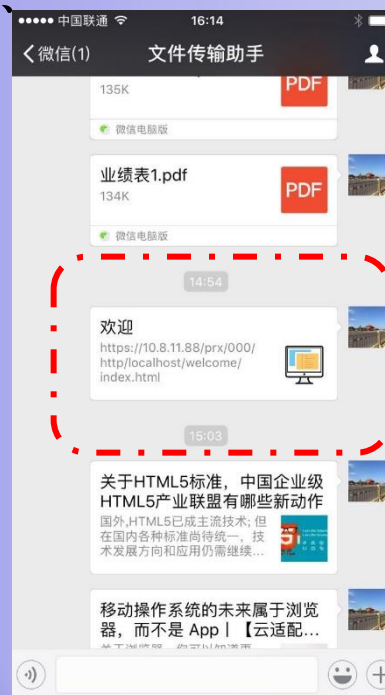 中国联通 16:14
微信(1) 文件传输助手
135K
PDF
微信电脑版
业绩表1.pdf
134K
PDF
微信电脑版
14:54
欢迎
https://10.8.11.88/prx/000/
http/localhost/welcome/
index.html
15:03
关于HTML5标准，中国企业级
HTML5产业联盟有哪些新动作
国外,HTML5已成主流技术; 但
在国内各种标准尚待统一，技
术发展方向和应用仍需继续...
移动操作系统的未来属于浏览
器，而不是 App丨【云适配...